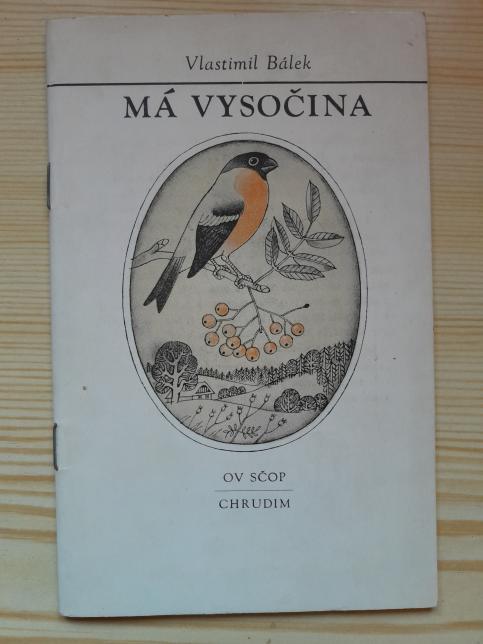 Vlastimil Bálek
MÁ VYSOČINA
OV SČOP
CHRUDIM